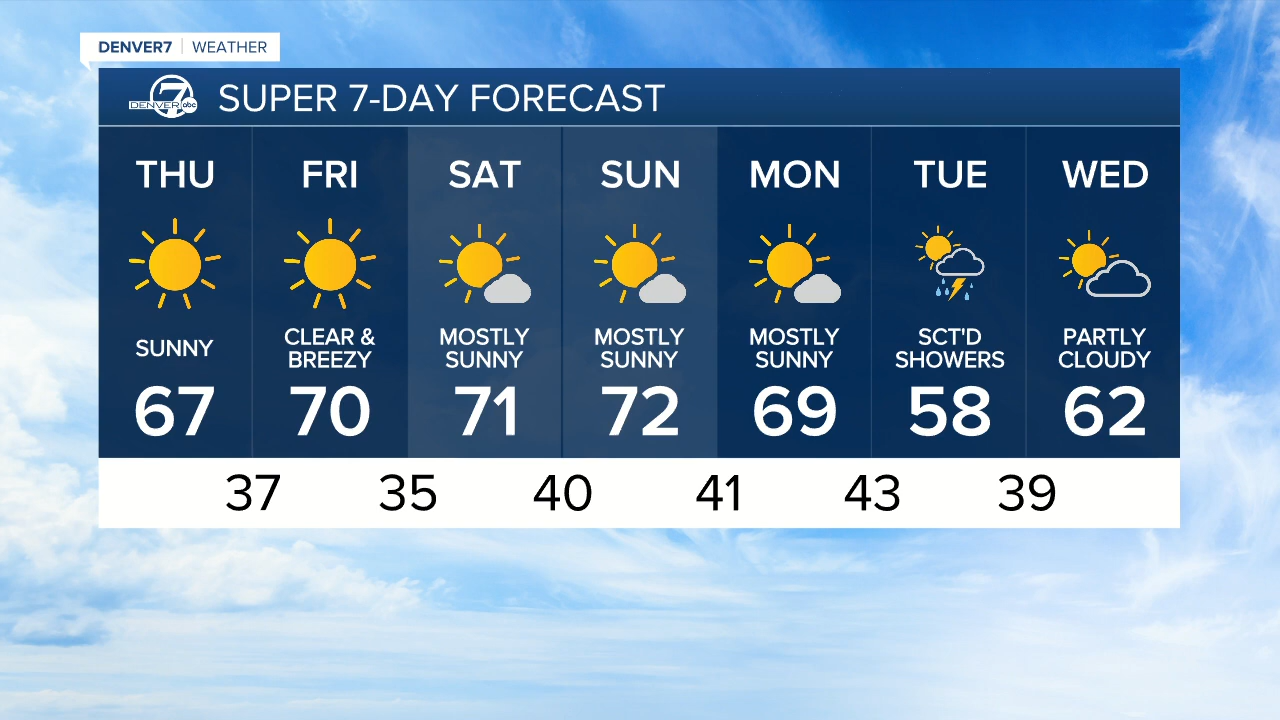 DENVER7 | WEATHER
7
DENVER abc
SUPER 7-DAY FORECAST
THU FRI SAT SUN MON TUE WED
SUNNY
CLEAR &
BREEZY
MOSTLY
SUNNY
MOSTLY
SUNNY
MOSTLY
SUNNY
SCT'D
SHOWERS
PARTLY
CLOUDY
67 70 71 72 69 58 62
37 35 40 41 43 39